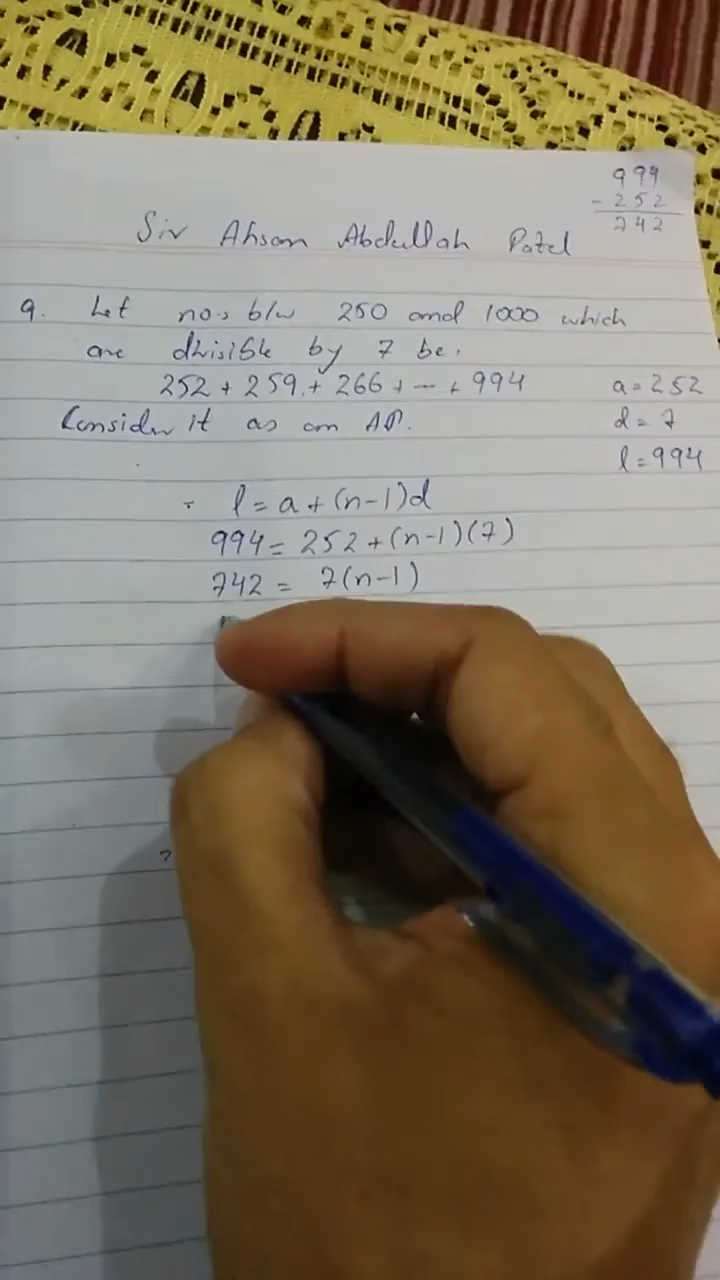 999
- 252
742
Sir Ahsan Abdullah Patel
9. Let no.s b/w 250 and 1000 which
are divisible by 7 be.
252 + 259 + 266 + --- + 994
a = 252
Consider it as an AP.
d = 7
l = 994
l = a + (n-1)d
994 = 252 + (n-1)(7)
742 = 7(n-1)